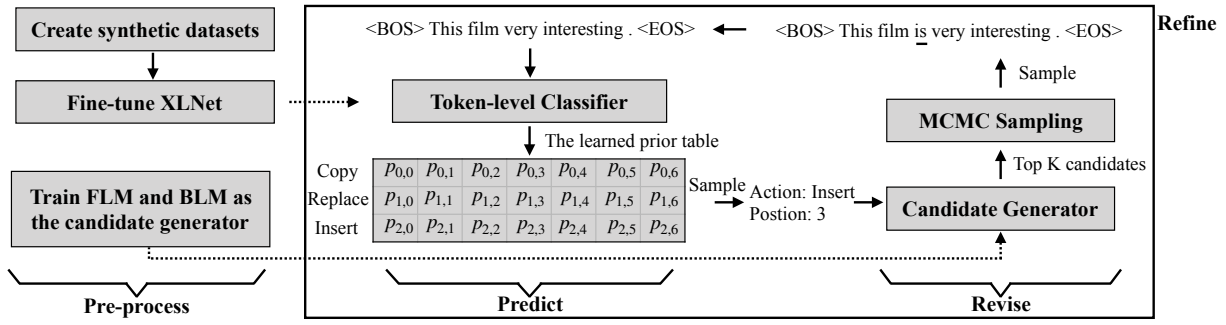 Create synthetic datasets
Fine-tune XLNet
Train FLM and BLM as
the candidate generator
Pre-process
Refine
<BOS> This film very interesting . <EOS>
<BOS> This film is very interesting . <EOS>
Token-level Classifier
The learned prior table
Copy p0,0 p0,1 p0,2 p0,3 p0,4 p0,5 p0,6
Replace p1,0 p1,1 p1,2 p1,3 p1,4 p1,5 p1,6
Insert p2,0 p2,1 p2,2 p2,3 p2,4 p2,5 p2,6
Sample
Action: Insert
Postion: 3
Predict
Sample
MCMC Sampling
Top K candidates
Candidate Generator
Revise